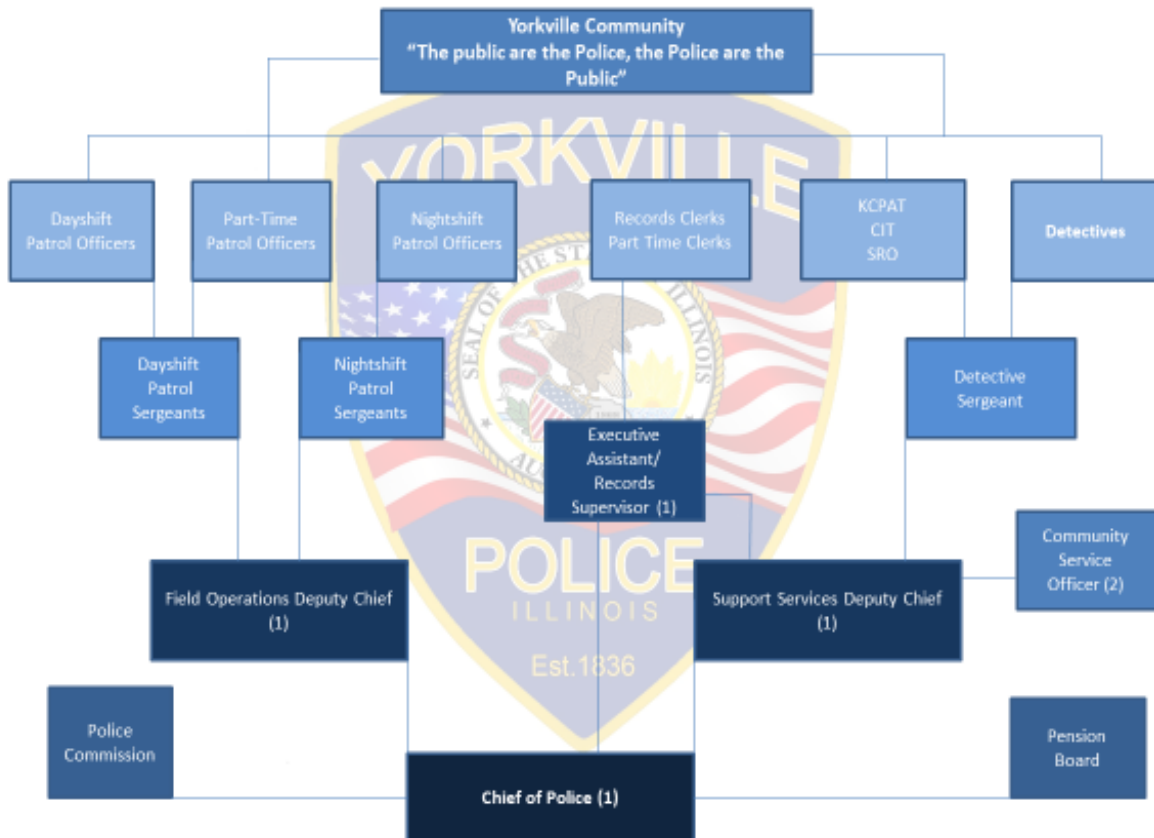 Yorkville Community
“The public are the Police, the Police are the
Public”
YORKVILLE
Dayshift
Patrol Officers
Part-Time
Patrol Officers
Nightshift
Patrol Officers
Records Clerks
Part Time Clerks
KCPAT
CIT
SRO
Detectives
SEAL OF THE STATE OF ILLINOIS
Dayshift
Patrol
Sergeants
Nightshift
Patrol
Sergeants
Detective
Sergeant
Executive
Assistant/
Records
Supervisor (1)
Community
Service
Officer (2)
POLICE
ILLINOIS
Est.1836
Field Operations Deputy Chief
(1)
Support Services Deputy Chief
(1)
Police
Commission
Pension
Board
Chief of Police (1)